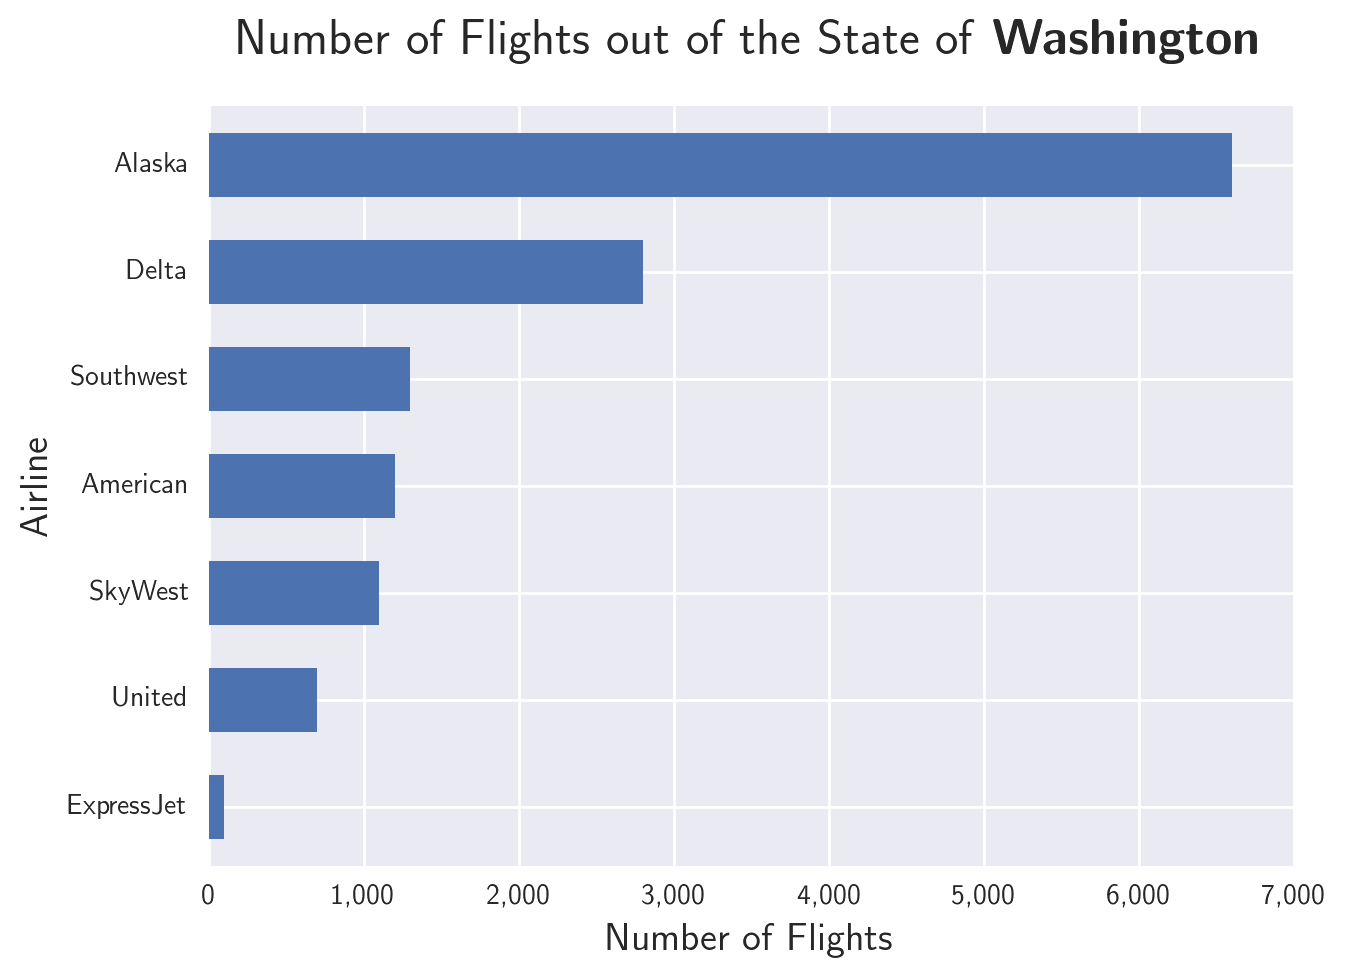 Number of Flights out of the State of Washington
Alaska
Delta
Southwest
American
SkyWest
United
ExpressJet
Airline
0 1,000 2,000 3,000 4,000 5,000 6,000 7,000
Number of Flights